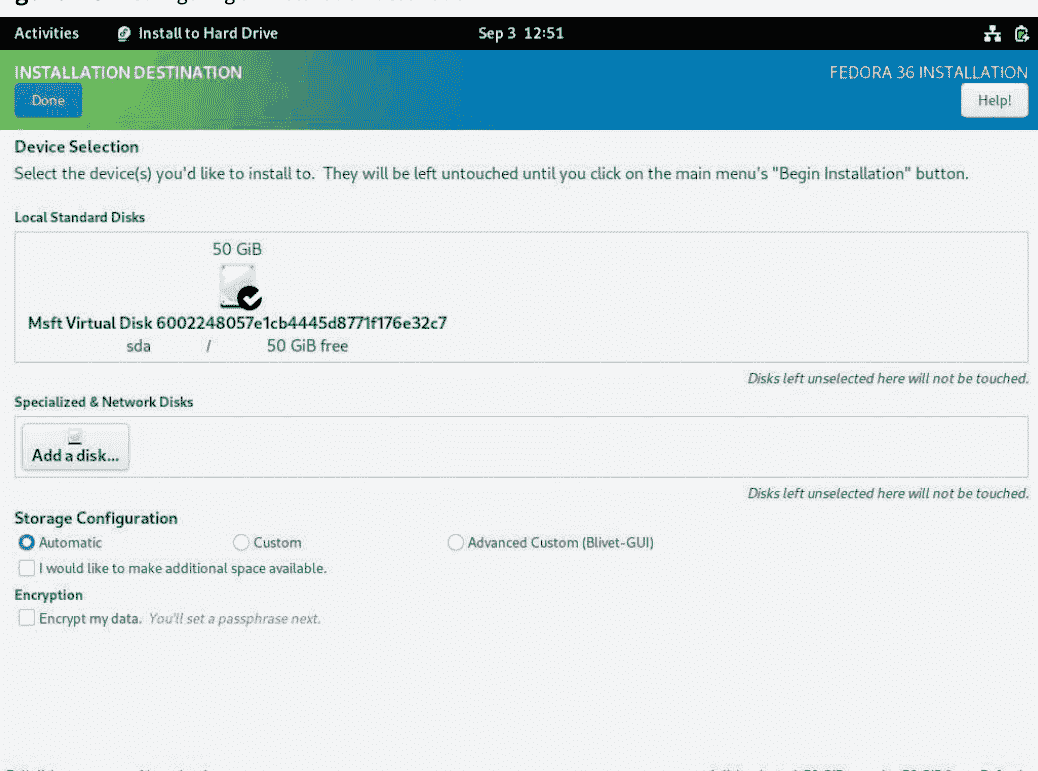 Activities Install to Hard Drive Sep 3 12:51
INSTALLATION DESTINATION FEDORA 36 INSTALLATION
Done Help!
Device Selection
Select the device(s) you'd like to install to. They will be left untouched until you click on the main menu's "Begin Installation" button.
Local Standard Disks
50 GiB
Msft Virtual Disk 6002248057e1cb4445d8771f176e32c7
sda / 50 GiB free
Disks left unselected here will not be touched.
Specialized & Network Disks
Add a disk...
Disks left unselected here will not be touched.
Storage Configuration
Automatic Custom Advanced Custom (Blivet-GUI)
I would like to make additional space available.
Encryption
Encrypt my data. You'll set a passphrase next.